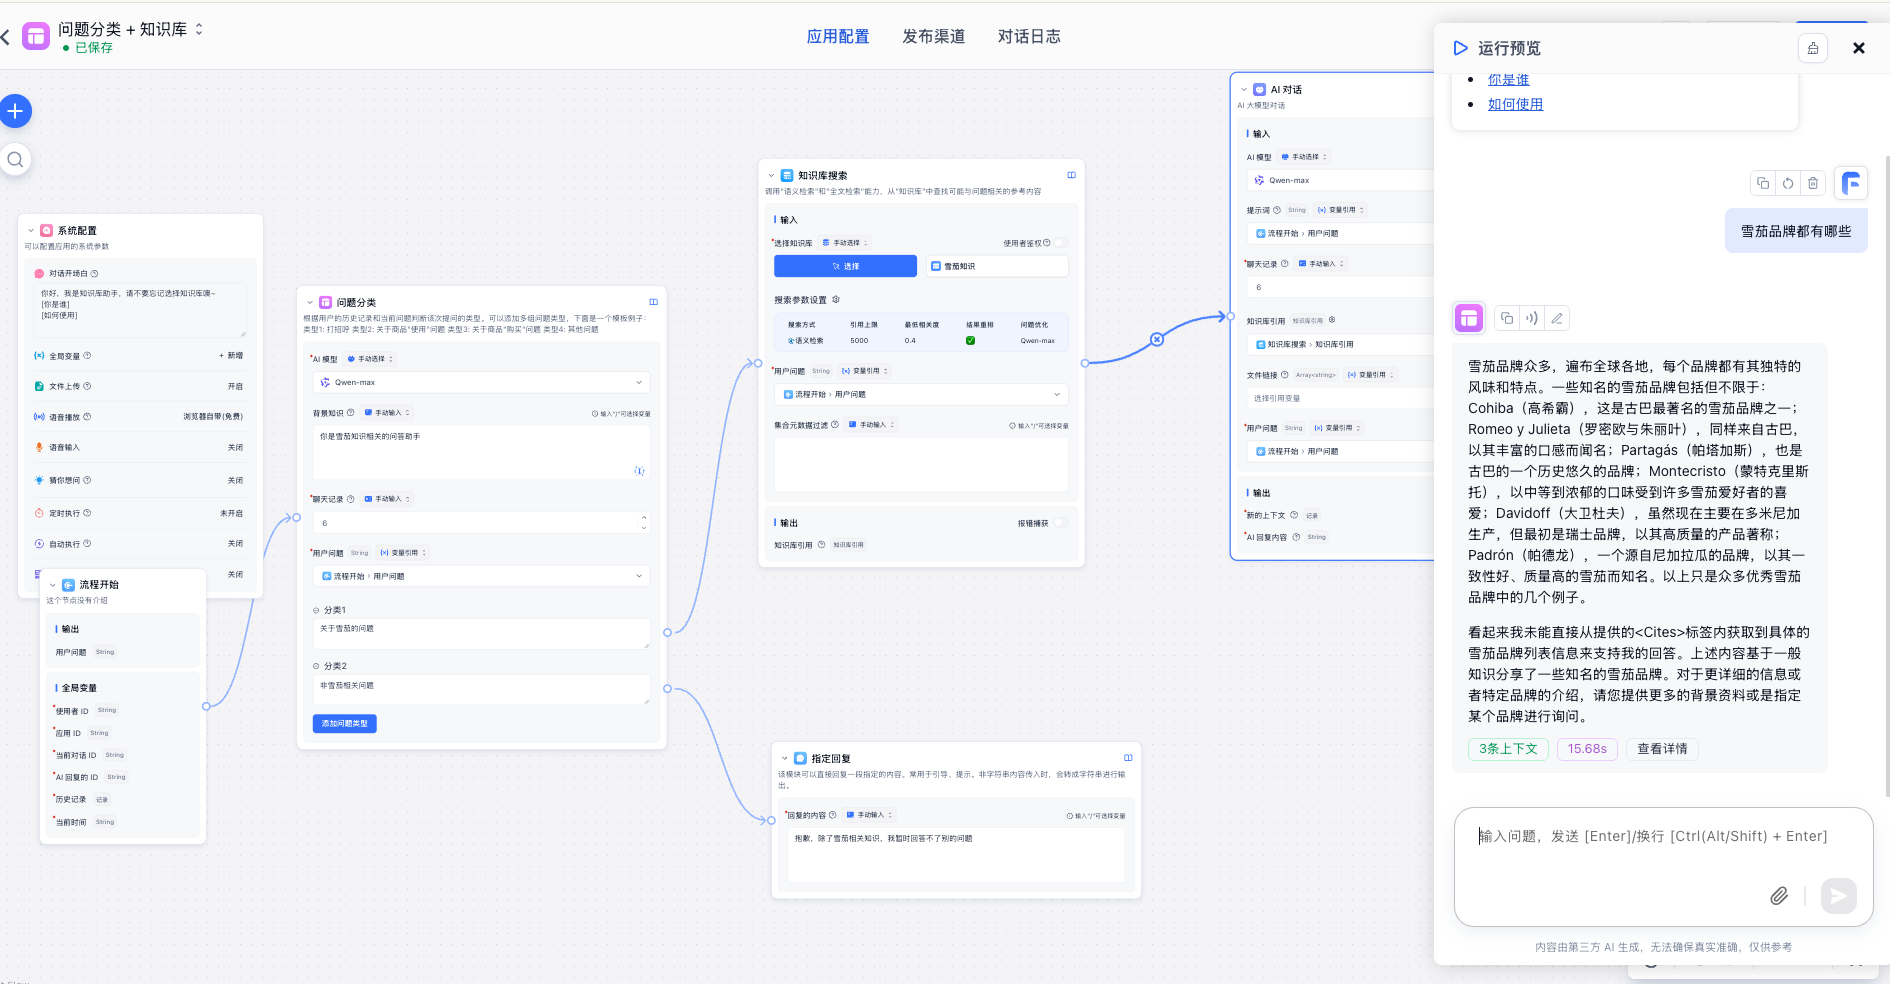 问题分类 + 知识库
已保存
应用配置
发布渠道
对话日志
系统配置
可以配置应用的系统参数
对话开场白
你好，我是知识库助手，请不要忘记选择知识库噢~
[你是谁]
[如何使用]
全局变量
+ 新增
文件上传
开启
语音播放
浏览器自带(免费)
语音输入
关闭
猜你想问
关闭
定时执行
未开启
自动执行
关闭
关闭
流程开始
这个节点没有介绍
输出
用户问题 String
全局变量
*使用者 ID String
*应用 ID String
*当前对话 ID String
*AI 回复的 ID String
*历史记录 记录
*当前时间 String
问题分类
根据用户的历史记录和当前问题判断该次提问的类型。可以添加多组问题类型，下面是一个模板例子：
类型1: 打招呼 类型2: 关于商品"使用"问题 类型3: 关于商品"购买"问题 类型4: 其他问题
*AI 模型 手动选择
Qwen-max
背景知识 手动输入
输入"/"可选择变量
你是雪茄知识相关的问答助手
*聊天记录 手动输入
6
*用户问题 String 变量引用
流程开始 › 用户问题
分类1
关于雪茄的问题
分类2
非雪茄相关问题
添加问题类型
知识库搜索
调用"语义检索"和"全文检索"能力，从"知识库"中查找可能与问题相关的参考内容
输入
*选择知识库 手动选择
使用者鉴权
选择
雪茄知识
搜索参数设置
搜索方式 引用上限 最低相关度 结果重排 问题优化
语义检索 5000 0.4 Qwen-max
*用户问题 String 变量引用
流程开始 › 用户问题
集合元数据过滤 手动输入
输入"/"可选择变量
输出
报错捕获
知识库引用 知识库引用
指定回复
该模块可以直接回复一段指定的内容。常用于引导、提示。非字符串内容传入时，会转成字符串进行输
出。
*回复的内容 手动输入
输入"/"可选择变量
抱歉，除了雪茄相关知识，我暂时回答不了别的问题
AI 对话
AI 大模型对话
输入
AI 模型 手动选择
Qwen-max
提示词 String 变量引用
流程开始 › 用户问题
*聊天记录 手动输入
6
知识库引用 知识库引用
知识库搜索 › 知识库引用
文件链接 Array<string> 变量引用
选择引用变量
*用户问题 String 变量引用
流程开始 › 用户问题
输出
*新的上下文 记录
*AI 回复内容 String
运行预览
你是谁
如何使用
雪茄品牌都有哪些
雪茄品牌众多，遍布全球各地，每个品牌都有其独特的
风味和特点。一些知名的雪茄品牌包括但不限于：
Cohiba（高希霸），这是古巴最著名的雪茄品牌之一；
Romeo y Julieta（罗密欧与朱丽叶），同样来自古巴，
以其丰富的口感而闻名；Partagás（帕塔加斯），也是
古巴的一个历史悠久的品牌；Montecristo（蒙特克里斯
托），以中等到浓郁的口味受到许多雪茄爱好者的喜
爱；Davidoff（大卫杜夫），虽然现在主要在多米尼加
生产，但最初是瑞士品牌，以其高质量的产品著称；
Padrón（帕德龙），一个源自尼加拉瓜的品牌，以其一
致性好、质量高的雪茄而知名。以上只是众多优秀雪茄
品牌中的几个例子。
看起来我未能直接从提供的<Cites>标签内获取到具体的
雪茄品牌列表信息来支持我的回答。上述内容基于一般
知识分享了一些知名的雪茄品牌。对于更详细的信息或
者特定品牌的介绍，请您提供更多的背景资料或是指定
某个品牌进行询问。
3条上下文
15.68s
查看详情
输入问题，发送 [Enter]/换行 [Ctrl(Alt/Shift) + Enter]
内容由第三方 AI 生成，无法确保真实准确，仅供参考